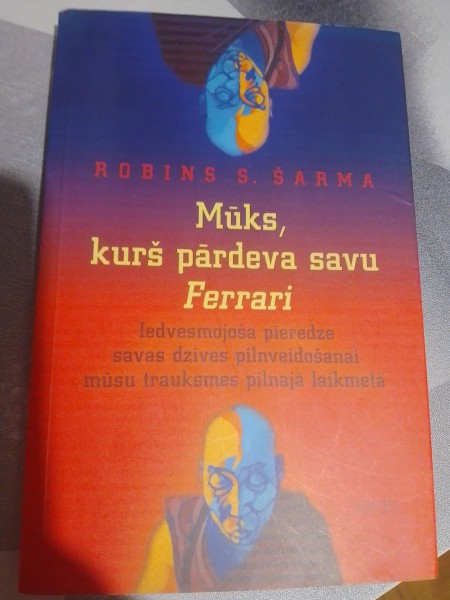 ROBINS S. ŠARMA
Mūks,
kurš pārdeva savu
Ferrari
Iedvesmojoša pieredze
savas dzīves pilnveidošanai
mūsu trauksmes pilnajā laikmetā